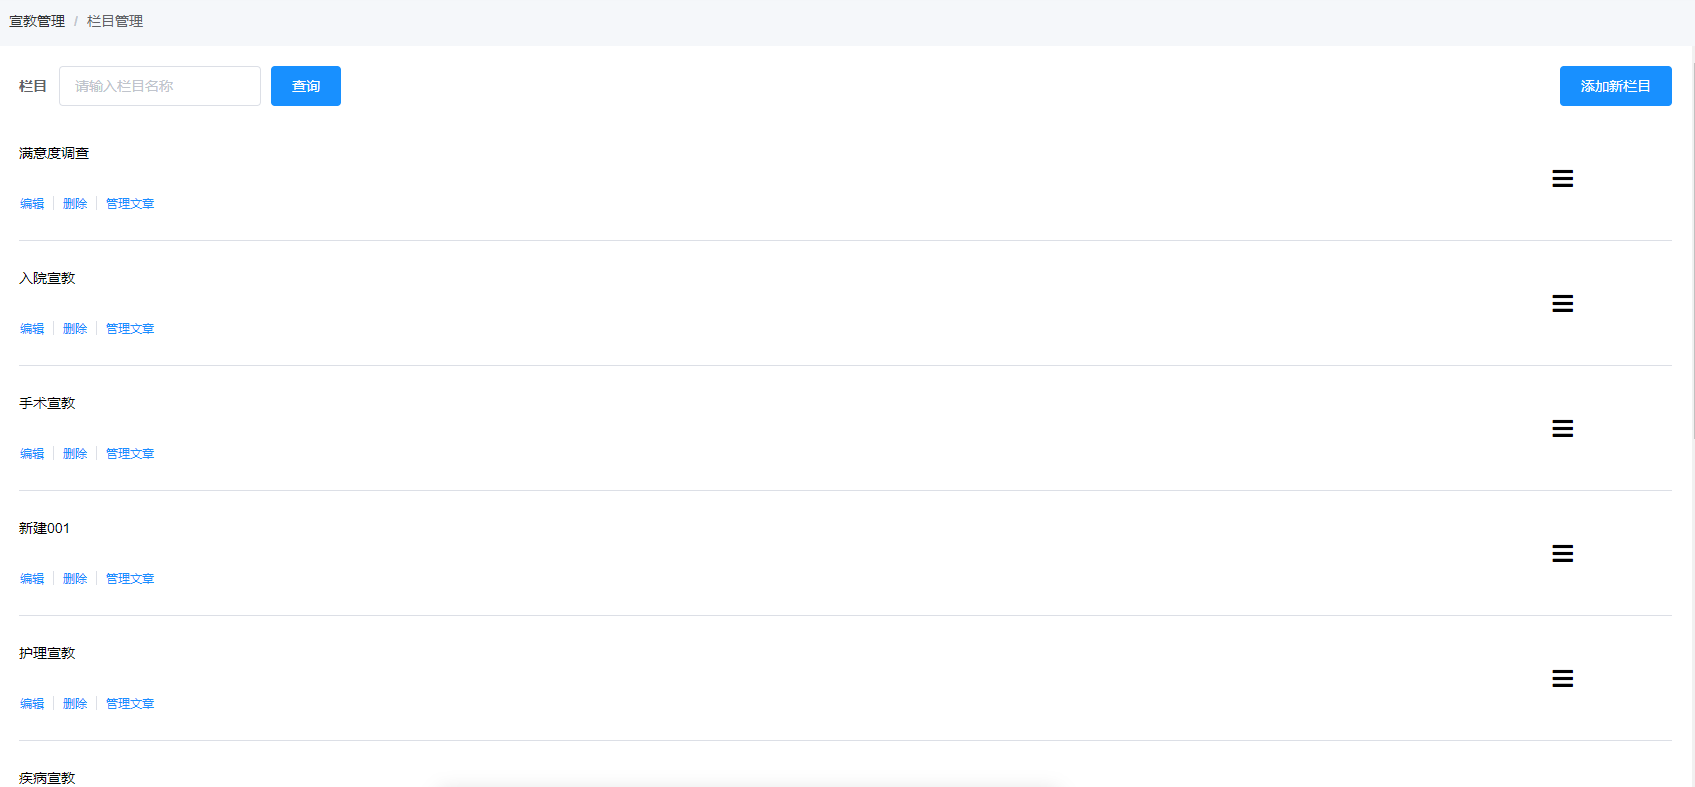 宣教管理 / 栏目管理
栏目 请输入栏目名称 查询 添加新栏目
满意度调查
编辑 删除 管理文章
入院宣教
编辑 删除 管理文章
手术宣教
编辑 删除 管理文章
新建001
编辑 删除 管理文章
护理宣教
编辑 删除 管理文章
疾病宣教